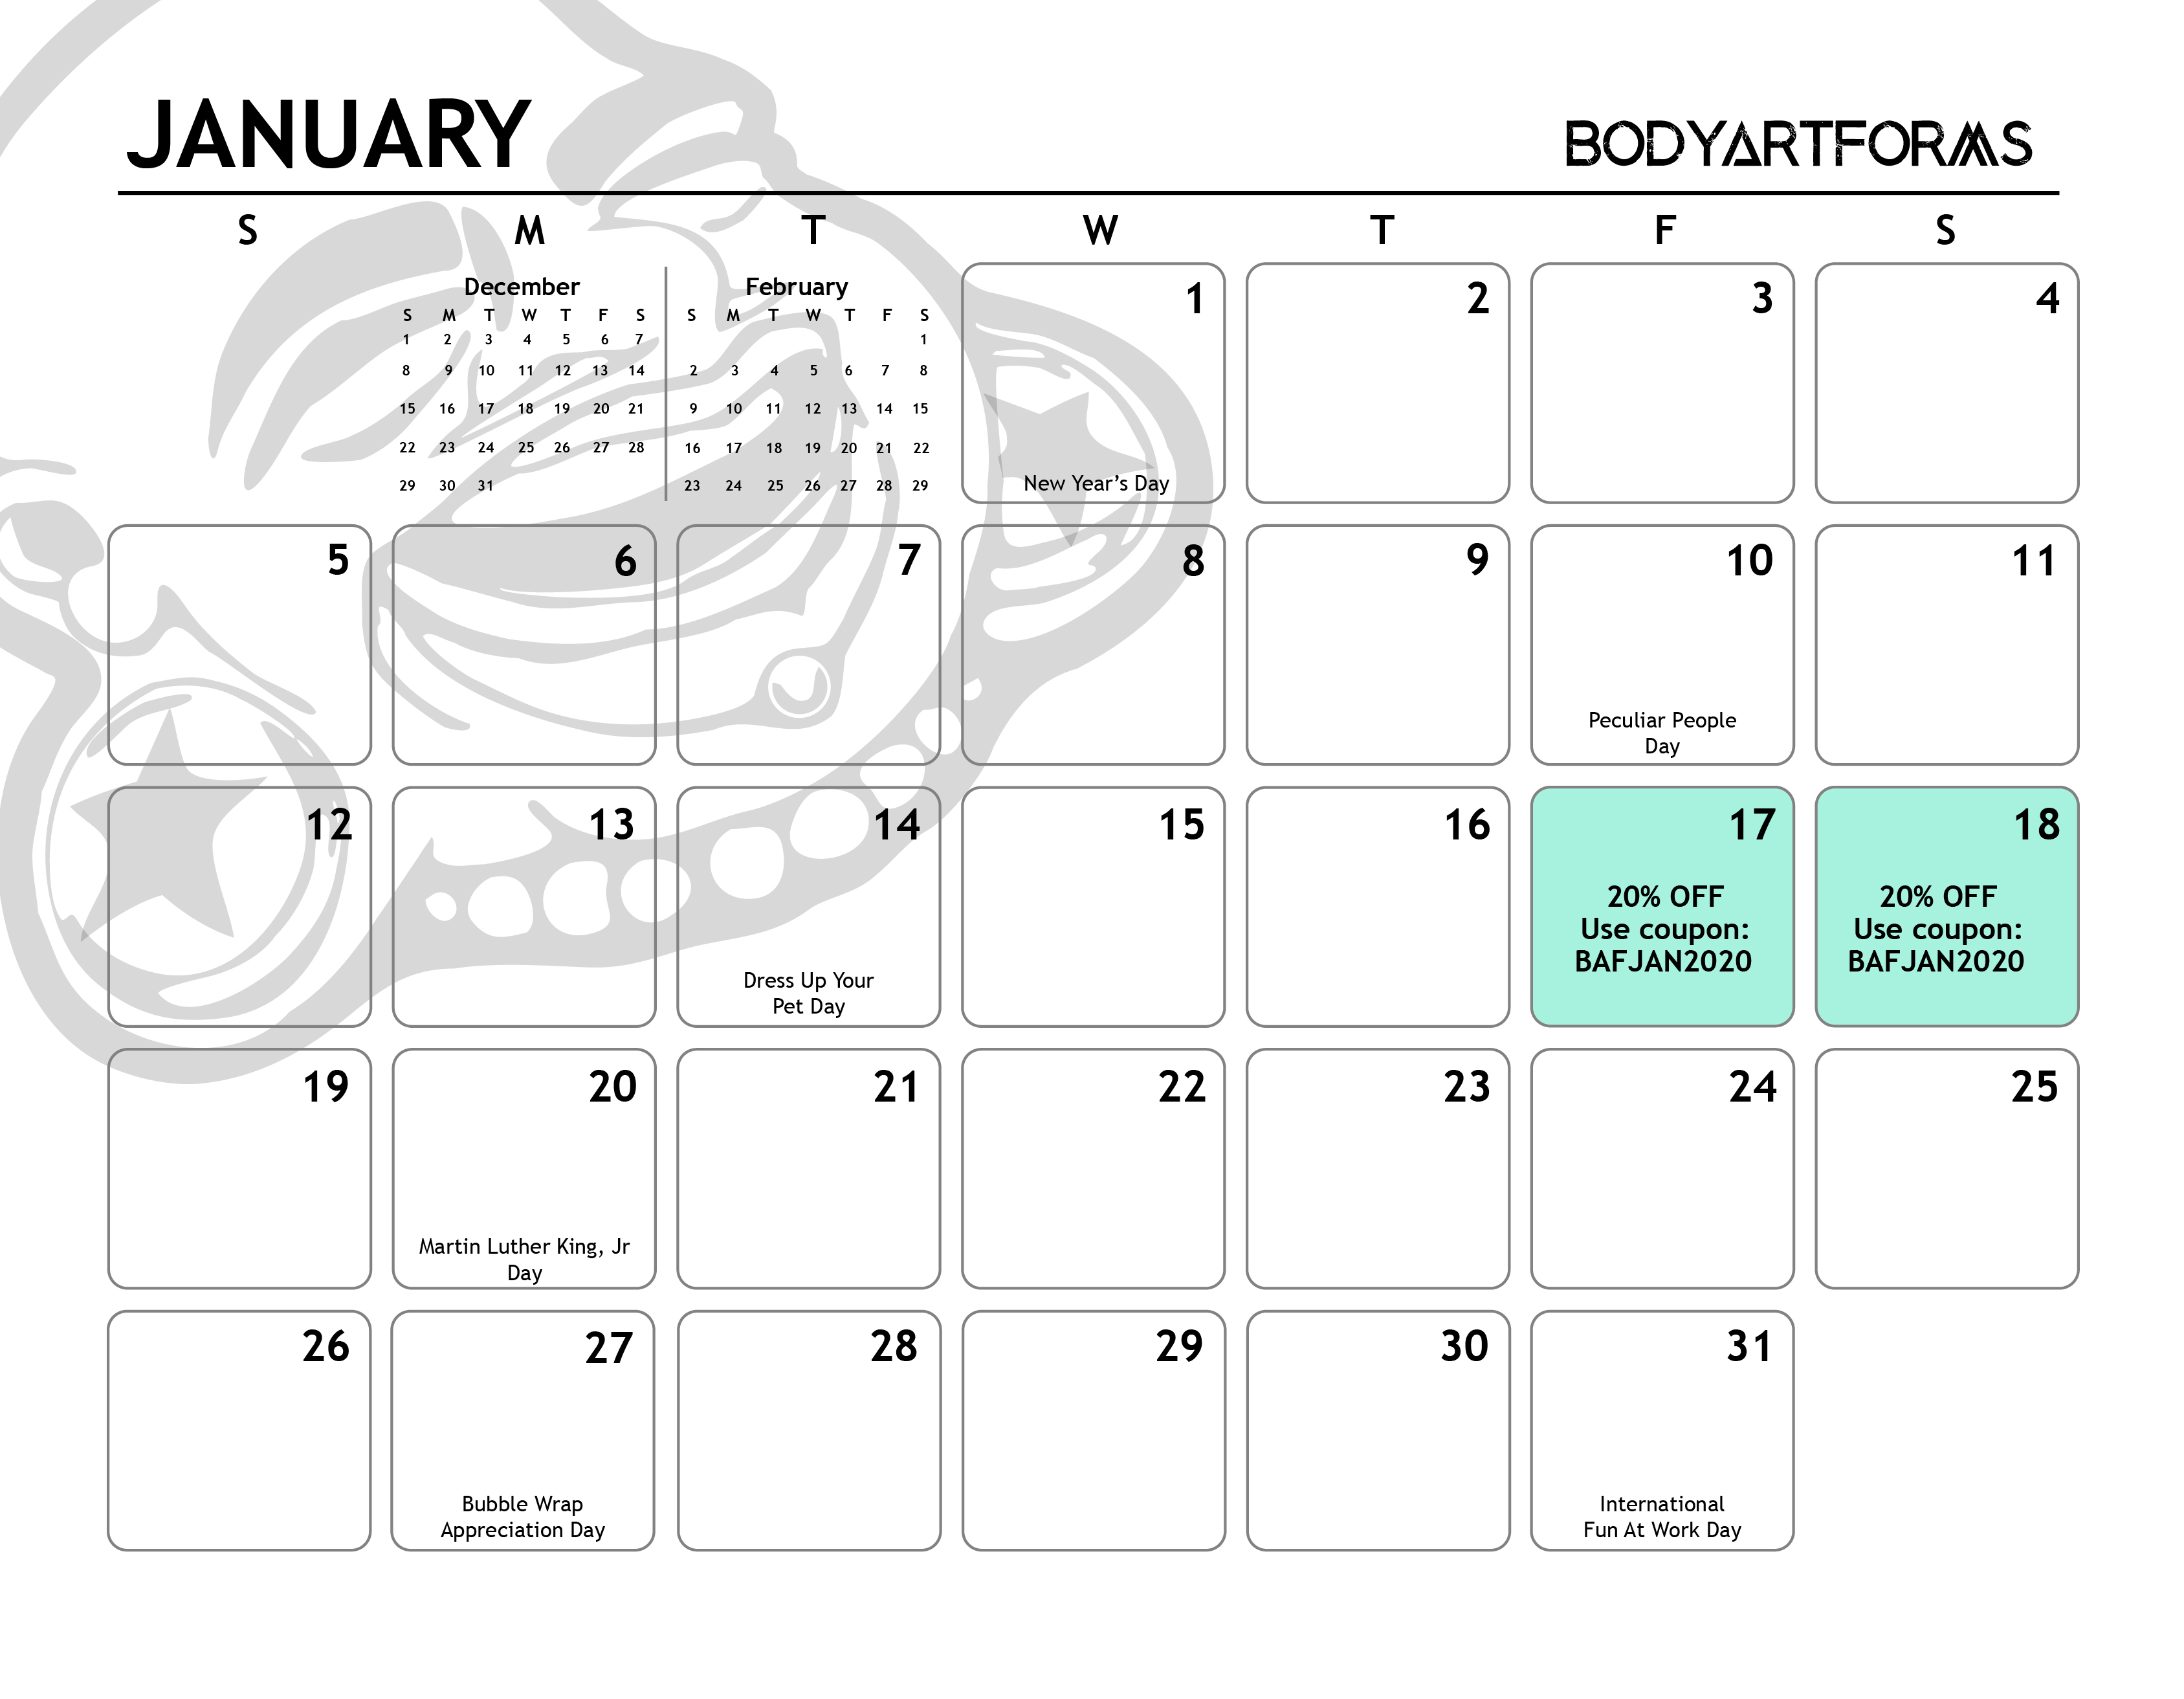 JANUARY
BODYARTFORMS
S M T W T F S
December
S M T W T F S
1 2 3 4 5 6 7
8 9 10 11 12 13 14
15 16 17 18 19 20 21
22 23 24 25 26 27 28
29 30 31
February
S M T W T F S
1
2 3 4 5 6 7 8
9 10 11 12 13 14 15
16 17 18 19 20 21 22
23 24 25 26 27 28 29
1 2 3 4
New Year’s Day
5 6 7 8 9 10 11
Peculiar People
Day
12 13 14 15 16 17 18
Dress Up Your
Pet Day
20% OFF
Use coupon:
BAFJAN2020
20% OFF
Use coupon:
BAFJAN2020
19 20 21 22 23 24 25
Martin Luther King, Jr
Day
26 27 28 29 30 31
Bubble Wrap
Appreciation Day
International
Fun At Work Day